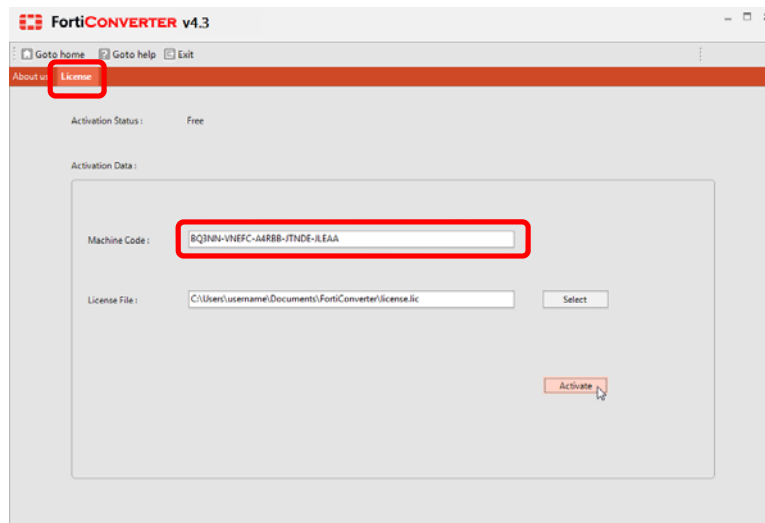 FortiCONVERTER v4.3
Goto home Goto help Exit
About us License
Activation Status : Free
Activation Data :
Machine Code : BQ3NN-VNEFC-A4RBB-JTNDE-JLEAA
License File : C:\Users\username\Documents\FortiConverter\license.lic Select
Activate